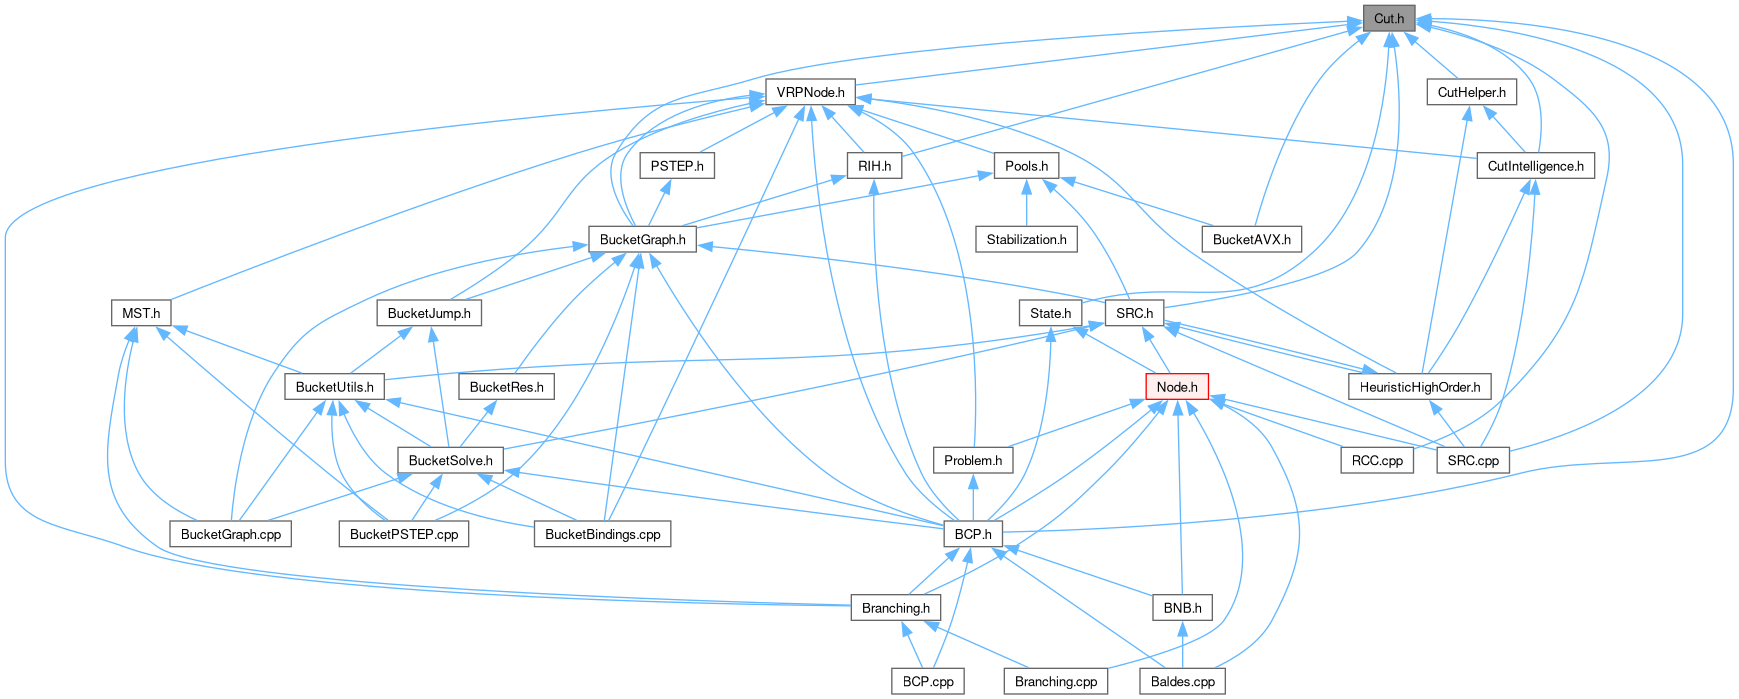 Cut.h
VRPNode.h
CutHelper.h
PSTEP.h
RIH.h
Pools.h
CutIntelligence.h
BucketGraph.h
Stabilization.h
BucketAVX.h
MST.h
BucketJump.h
State.h
SRC.h
BucketUtils.h
BucketRes.h
Node.h
HeuristicHighOrder.h
BucketSolve.h
Problem.h
RCC.cpp
SRC.cpp
BucketGraph.cpp
BucketPSTEP.cpp
BucketBindings.cpp
BCP.h
Branching.h
BNB.h
BCP.cpp
Branching.cpp
Baldes.cpp